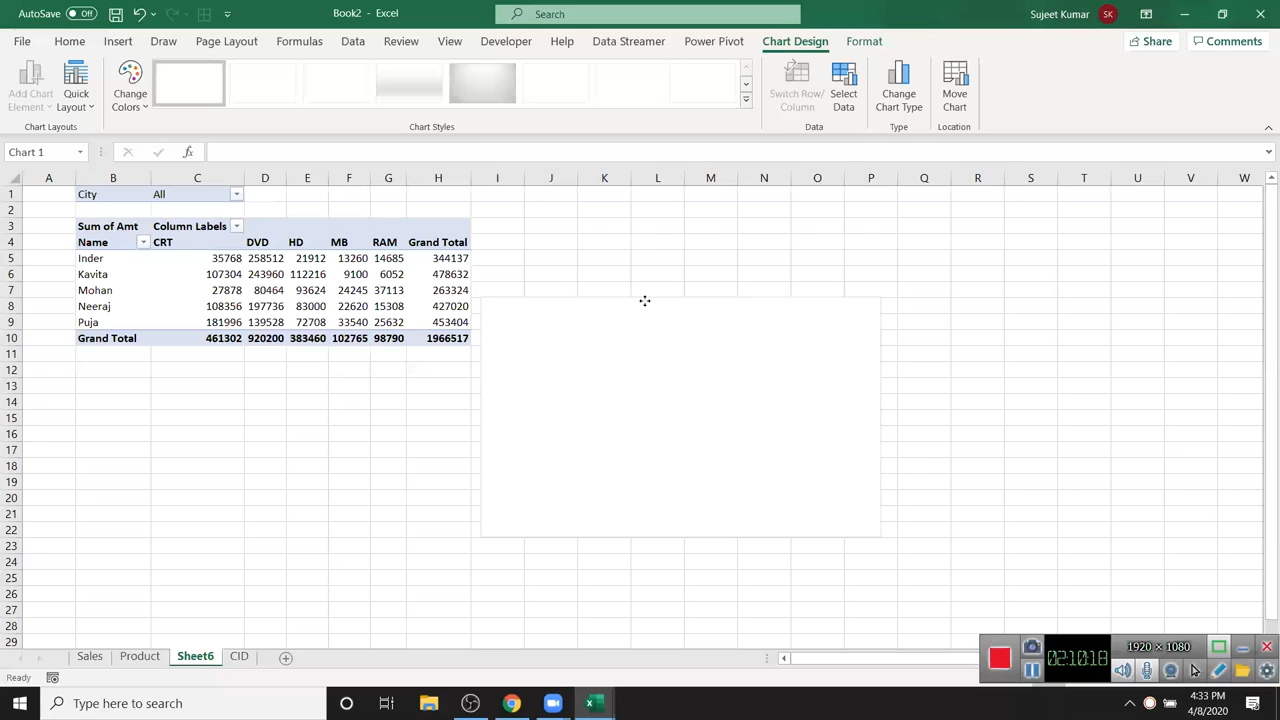 AutoSave Off Book2 - Excel Search Sujeet Kumar SK
File Home Insert Draw Page Layout Formulas Data Review View Developer Help Data Streamer Power Pivot Chart Design Format Share Comments
Add Chart Element Quick Layout Change Colors Switch Row/Column Select Data Change Chart Type Move Chart
Chart Layouts Chart Styles Data Type Location
Chart 1 fx
A B C D E F G H I J K L M N O P Q R S T U V W
1 City All
2
3 Sum of Amt Column Labels
4 Name CRT DVD HD MB RAM Grand Total
5 Inder 35768 258512 21912 13260 14685 344137
6 Kavita 107304 243960 112216 9100 6052 478632
7 Mohan 27878 80464 93624 24245 37113 263324
8 Neeraj 108356 197736 83000 22620 15308 427020
9 Puja 181996 139528 72708 33540 25632 453404
10 Grand Total 461302 920200 383460 102765 98790 1966517
11
12
13
14
15
16
17
18
19
20
21
22
23
24
25
26
27
28
29
Sales Product Sheet6 CID
1920 × 1080
02:10:18
Ready
Type here to search
4:33 PM
4/8/2020